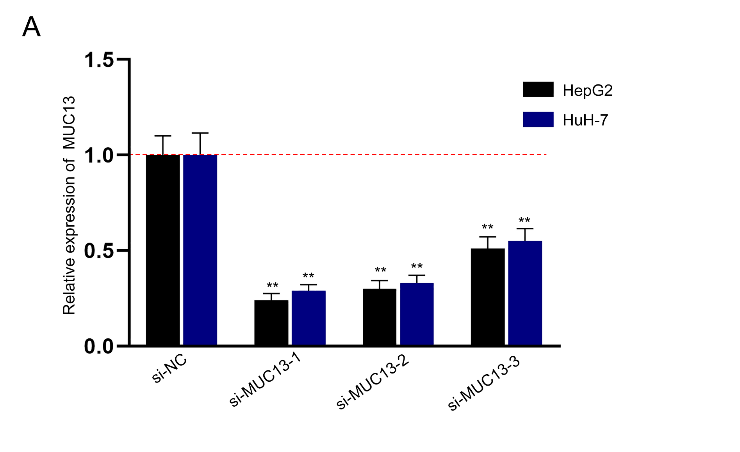 A
1.5
1.0
0.5
0.0
Relative expression of MUC13
HepG2
HuH-7
** **
** **
** **
si-NC
si-MUC13-1
si-MUC13-2
si-MUC13-3